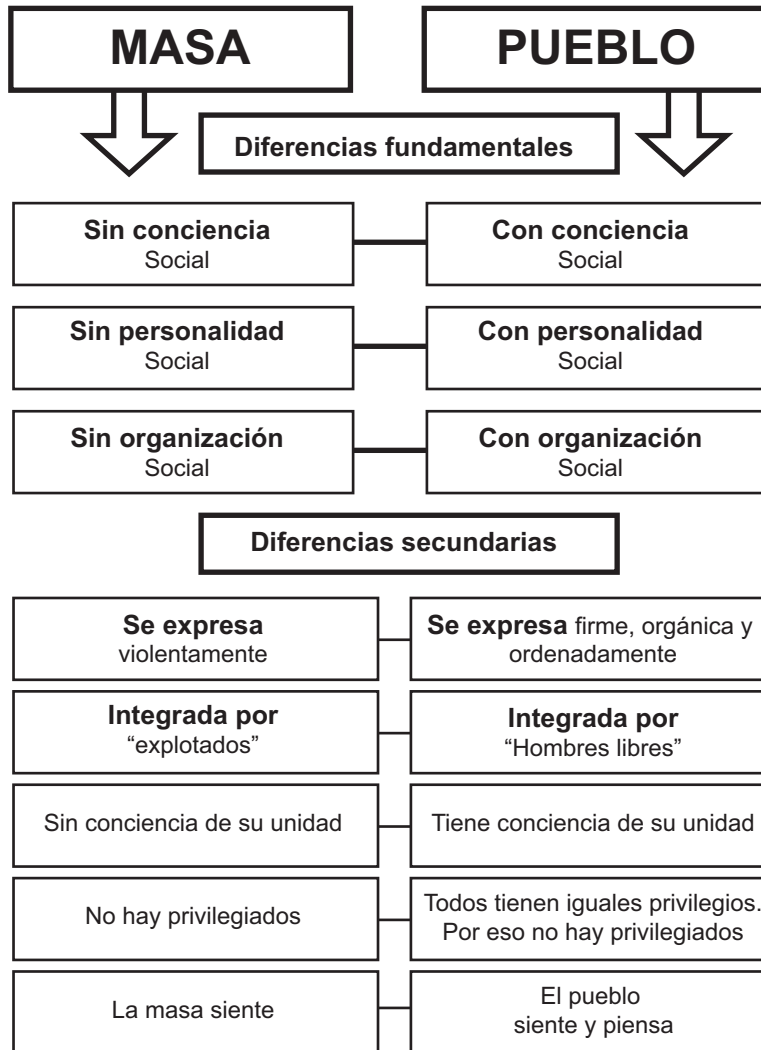 MASA
PUEBLO
Diferencias fundamentales
Sin conciencia
Social
Con conciencia
Social
Sin personalidad
Social
Con personalidad
Social
Sin organización
Social
Con organización
Social
Diferencias secundarias
Se expresa
violentamente
Se expresa firme, orgánica y
ordenadamente
Integrada por
“explotados”
Integrada por
“Hombres libres”
Sin conciencia de su unidad
Tiene conciencia de su unidad
No hay privilegiados
Todos tienen iguales privilegios.
Por eso no hay privilegiados
La masa siente
El pueblo
siente y piensa